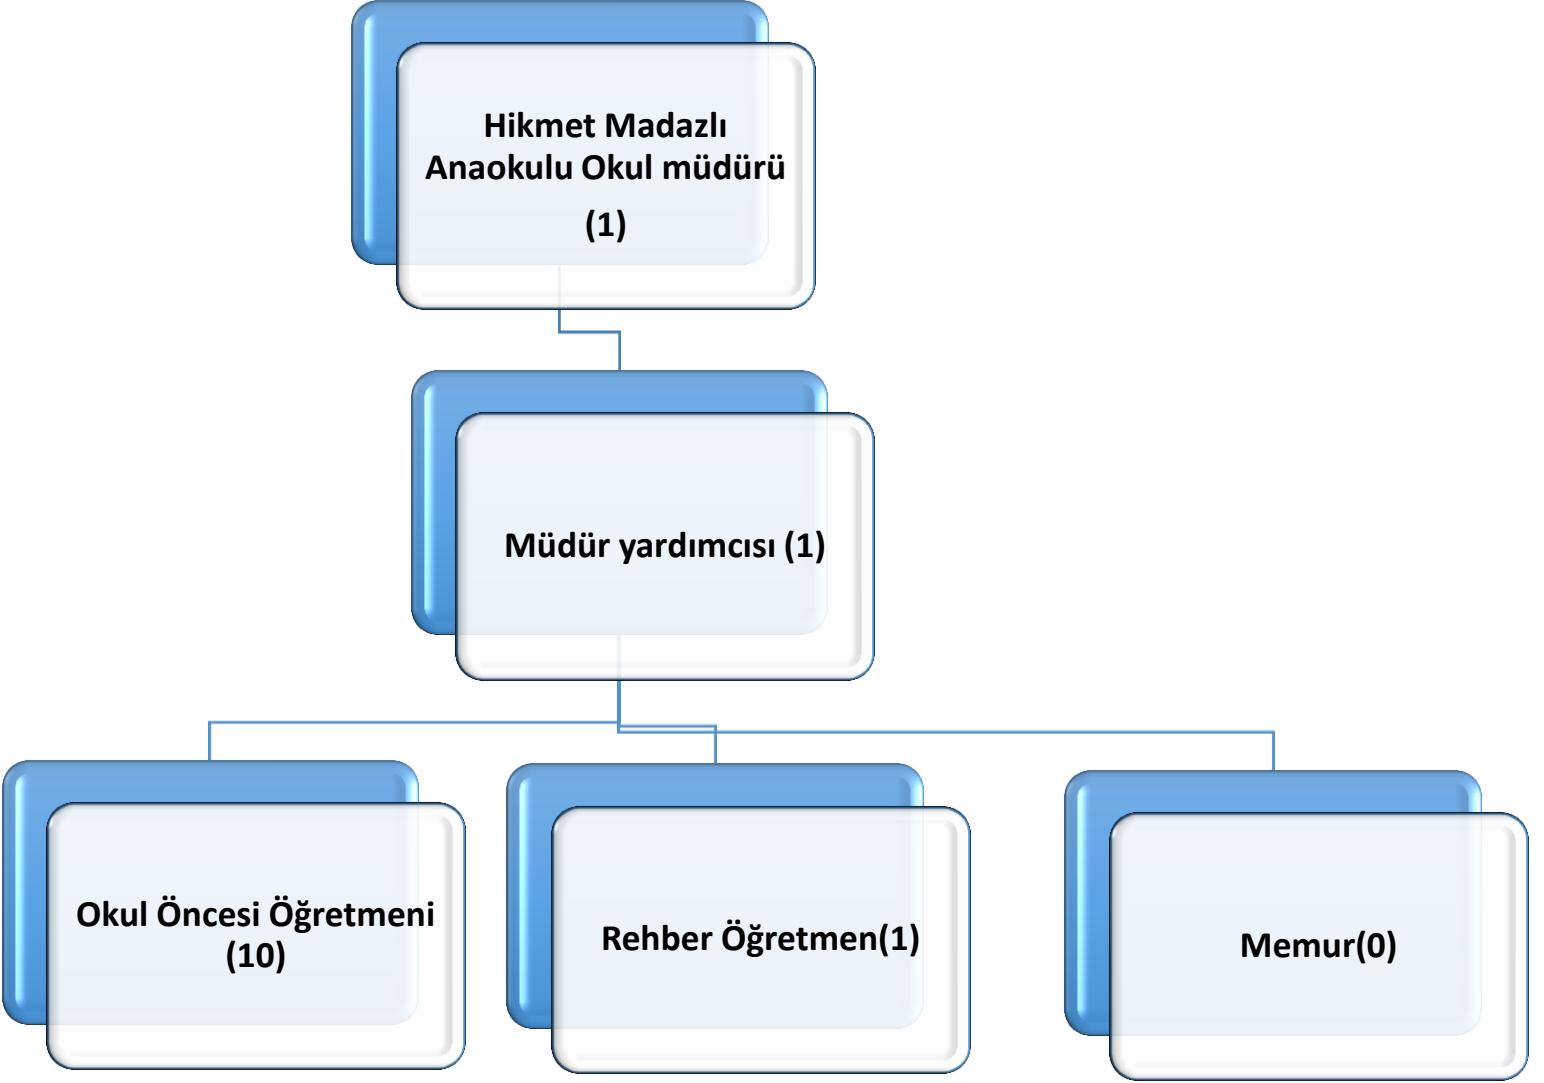 Hikmet Madazlı
Anaokulu Okul müdürü
(1)
Müdür yardımcısı (1)
Okul Öncesi Öğretmeni
(10)
Rehber Öğretmen(1)
Memur(0)